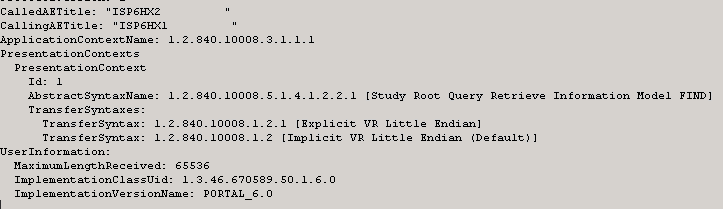 CalledAETitle: "ISP6HX2         "
CallingAETitle: "ISP6HX1         "
ApplicationContextName: 1.2.840.10008.3.1.1.1
PresentationContexts
  PresentationContext
    Id: 1
    AbstractSyntaxName: 1.2.840.10008.5.1.4.1.2.2.1 [Study Root Query Retrieve Information Model FIND]
    TransferSyntaxes:
      TransferSyntax: 1.2.840.10008.1.2.1 [Explicit VR Little Endian]
      TransferSyntax: 1.2.840.10008.1.2 [Implicit VR Little Endian (Default)]
UserInformation:
  MaximumLengthReceived: 65536
  ImplementationClassUid: 1.3.46.670589.50.1.6.0
  ImplementationVersionName: PORTAL_6.0